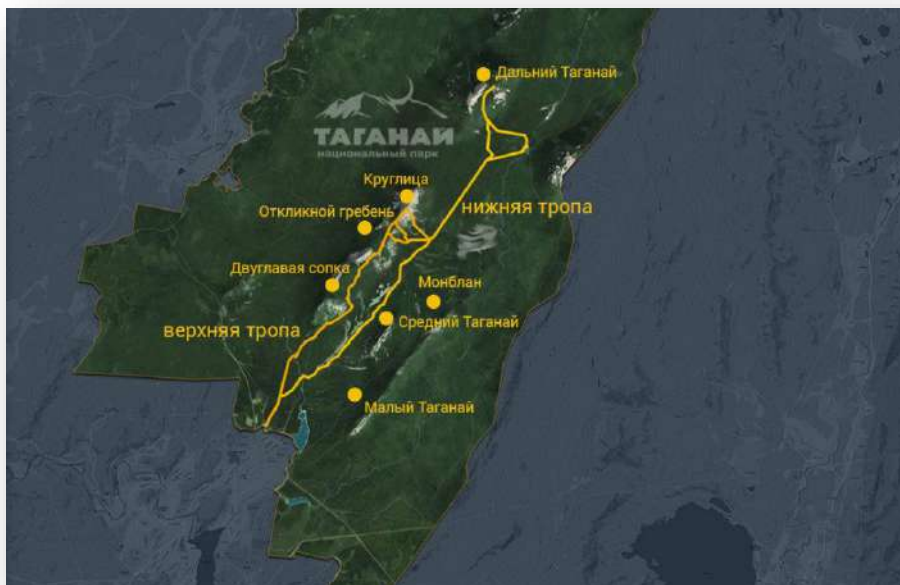 Дальний Таганай
ТАГАНАЙ
национальный парк
Круглица
нижняя тропа
Откликной гребень
Двуглавая сопка
Монблан
Средний Таганай
верхняя тропа
Малый Таганай